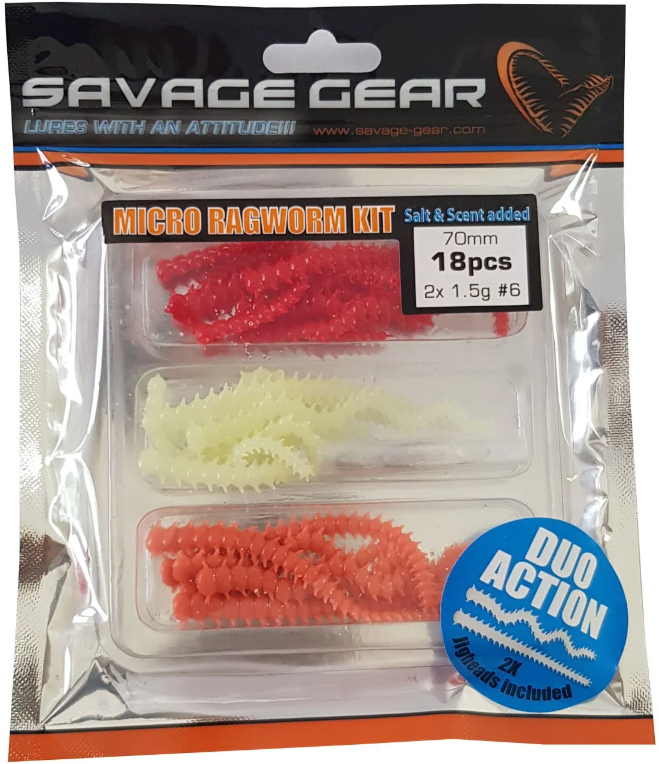 SAVAGE GEAR
LURES WITH AN ATTITUDE!!!
www.savage-gear.com
MICRO RAGWORM KIT
Salt & Scent added
70mm
18pcs
2x 1.5g #6
DUO
ACTION
2X
Jigheads included